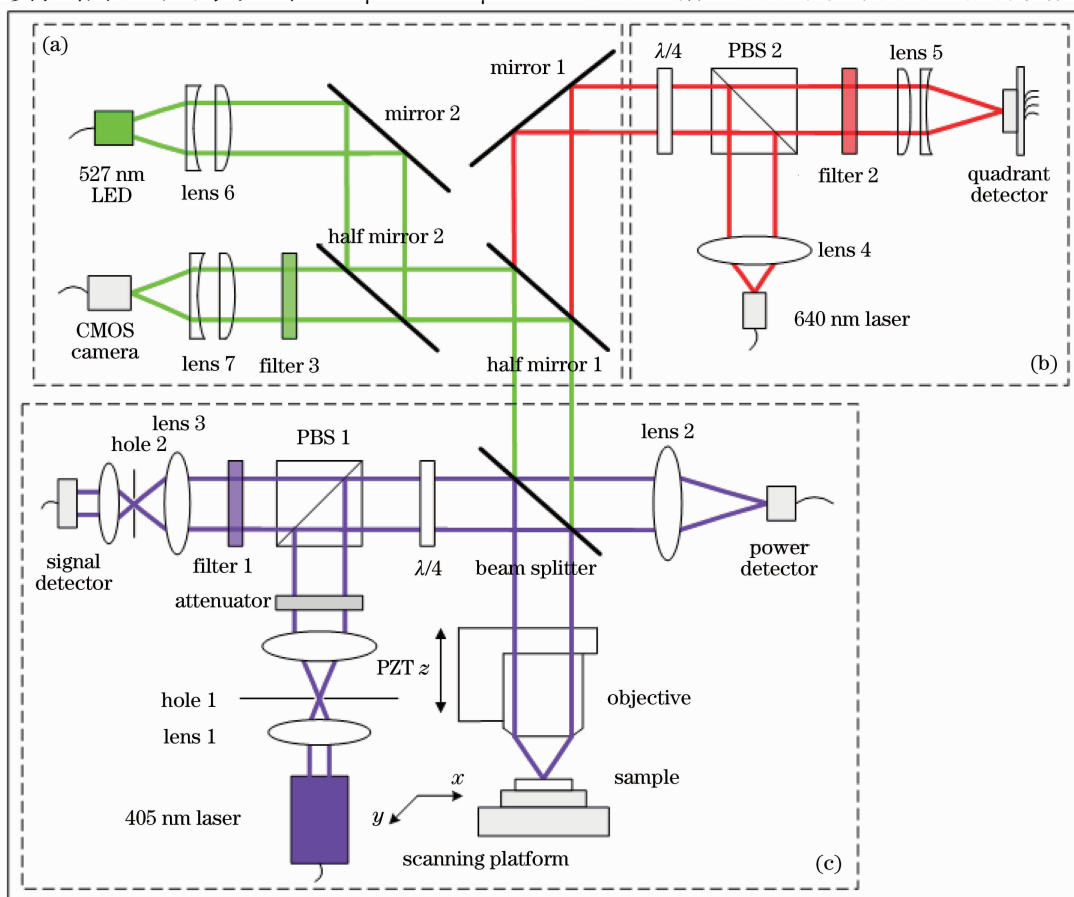 (a)
mirror 1
λ/4
PBS 2
lens 5
mirror 2
527 nm
LED
lens 6
filter 2
quadrant
detector
half mirror 2
lens 4
CMOS
camera
lens 7
filter 3
half mirror 1
640 nm laser
(b)
lens 3
hole 2
PBS 1
lens 2
signal
detector
filter 1
λ/4
beam splitter
power
detector
attenuator
PZT z
hole 1
objective
lens 1
sample
x
y
405 nm laser
scanning platform
(c)